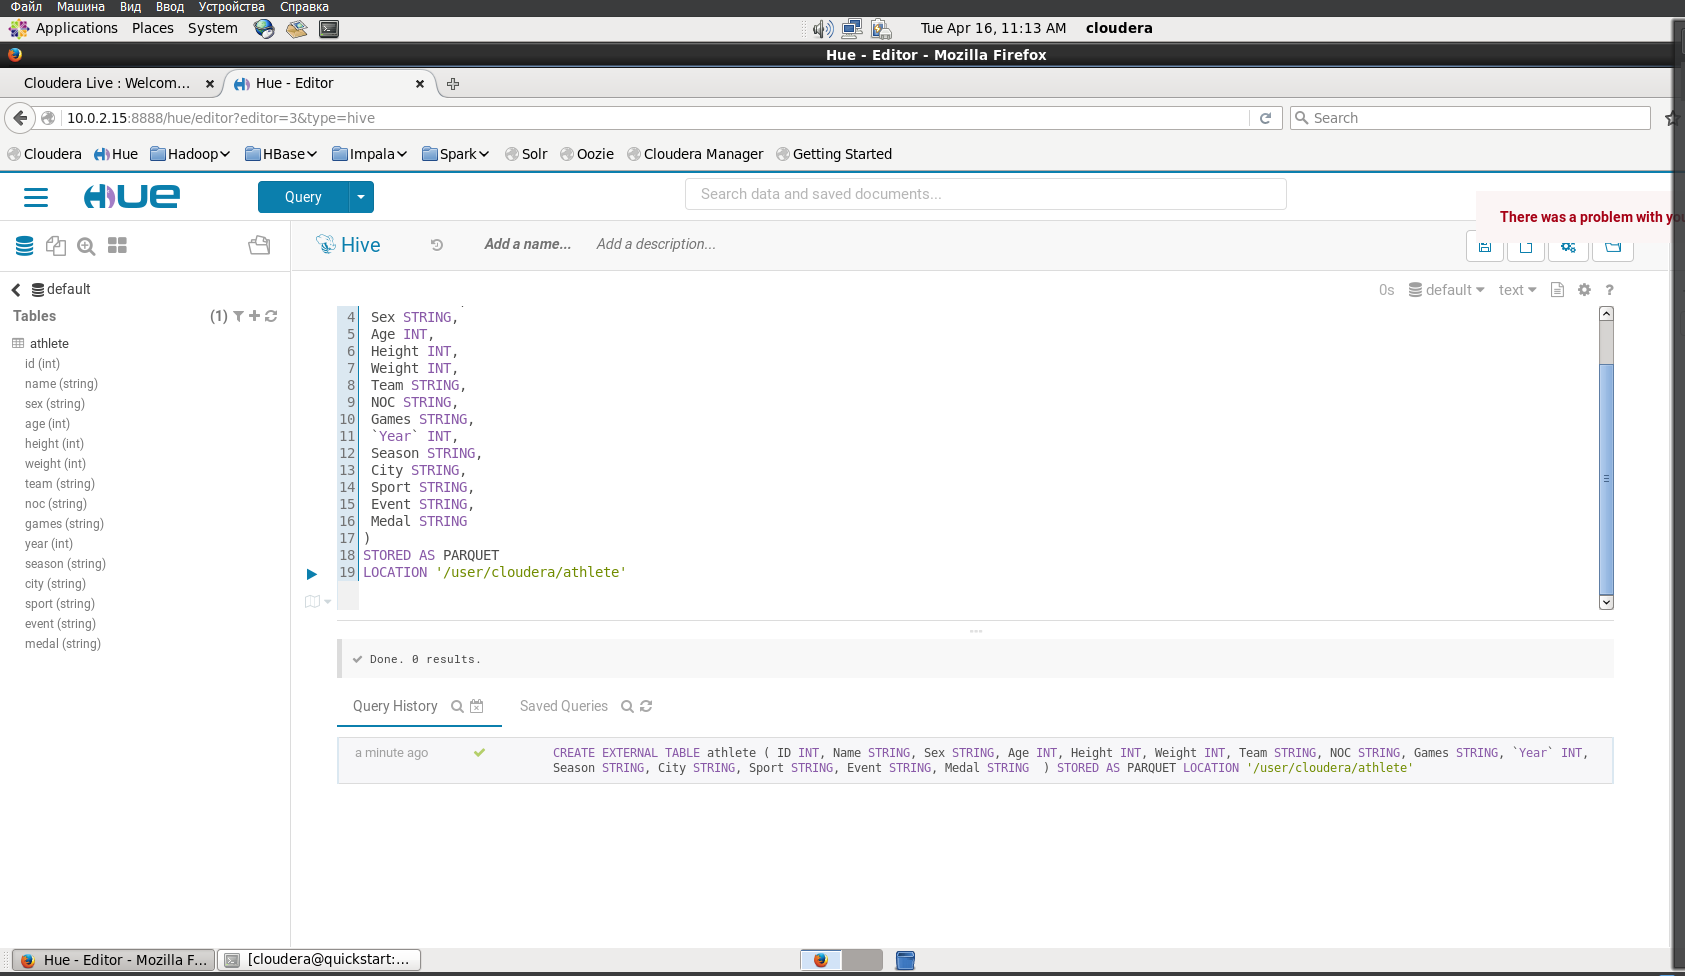 Файл Машина Вид Ввод Устройства Справка
Applications Places System Tue Apr 16, 11:13 AM cloudera
Hue - Editor - Mozilla Firefox
Cloudera Live : Welcom... Hue - Editor
10.0.2.15:8888/hue/editor?editor=3&type=hive Search
Cloudera Hue Hadoop HBase Impala Spark Solr Oozie Cloudera Manager Getting Started
HUE Query Search data and saved documents...
There was a problem with you
Hive Add a name... Add a description...
default
0s default text ?
Tables (1)
athlete
id (int)
name (string)
sex (string)
age (int)
height (int)
weight (int)
team (string)
noc (string)
games (string)
year (int)
season (string)
city (string)
sport (string)
event (string)
medal (string)
4 Sex STRING,
5 Age INT,
6 Height INT,
7 Weight INT,
8 Team STRING,
9 NOC STRING,
10 Games STRING,
11 `Year` INT,
12 Season STRING,
13 City STRING,
14 Sport STRING,
15 Event STRING,
16 Medal STRING
17 )
18 STORED AS PARQUET
19 LOCATION '/user/cloudera/athlete'
Done. 0 results.
Query History Saved Queries
a minute ago CREATE EXTERNAL TABLE athlete ( ID INT, Name STRING, Sex STRING, Age INT, Height INT, Weight INT, Team STRING, NOC STRING, Games STRING, `Year` INT,
Season STRING, City STRING, Sport STRING, Event STRING, Medal STRING ) STORED AS PARQUET LOCATION '/user/cloudera/athlete'
Hue - Editor - Mozilla F... [cloudera@quickstart:...